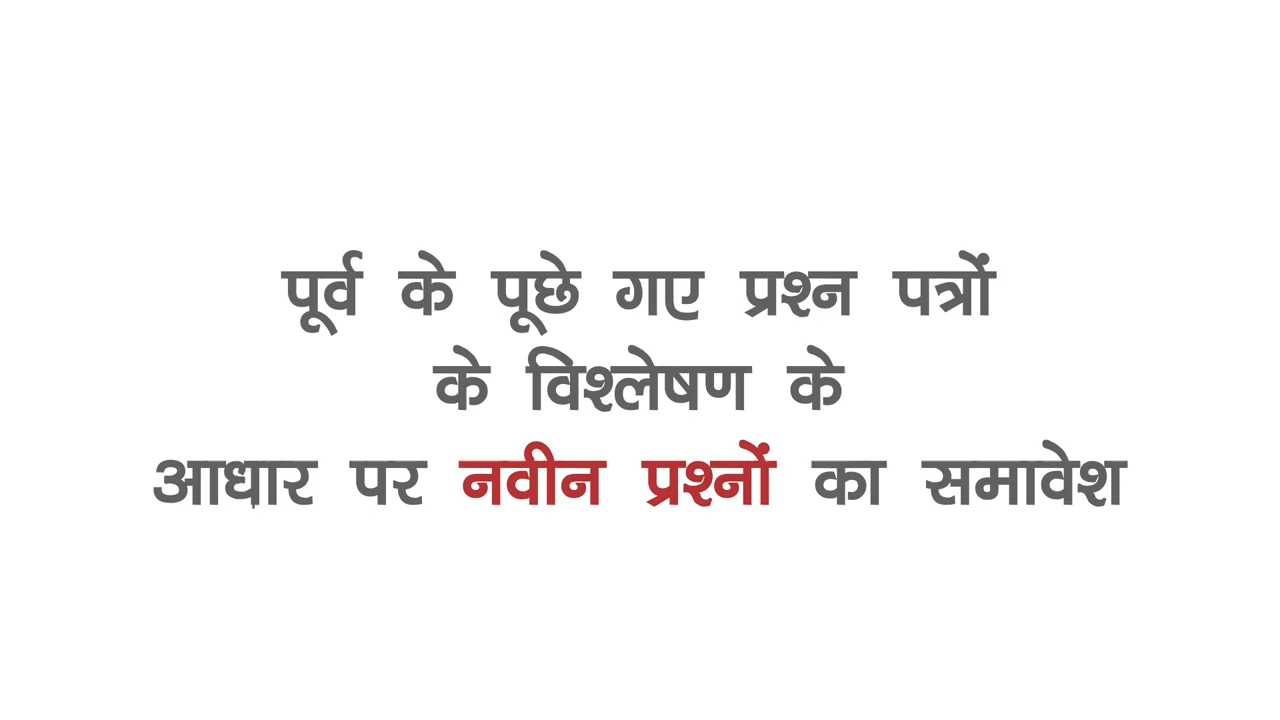 पूर्व के पूछे गए प्रश्न पत्रों
के विश्लेषण के
आधार पर नवीन प्रश्नों का समावेश